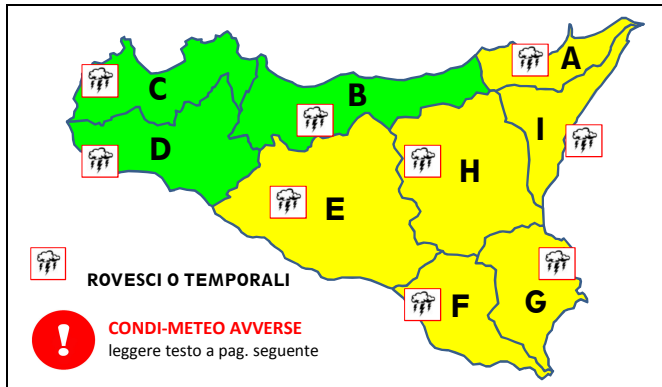 A
C
B
I
D
H
E
F
G
ROVESCI O TEMPORALI
CONDI-METEO AVVERSE
leggere testo a pag. seguente